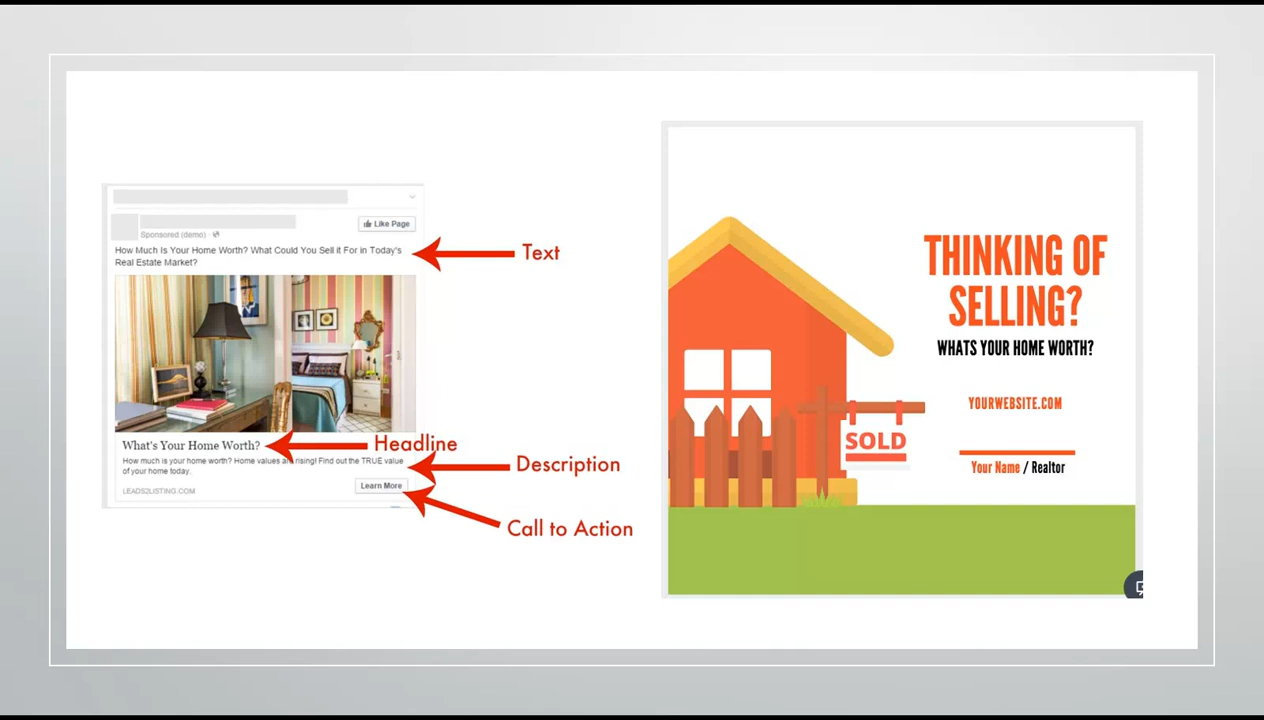 Like Page
Sponsored (demo) ·
How Much Is Your Home Worth? What Could You Sell it For in Today's
Real Estate Market?
Text
What's Your Home Worth?
Headline
How much is your home worth? Home values are rising! Find out the TRUE value
of your home today.
Description
Learn More
LEADS2LISTING.COM
Call to Action
THINKING OF
SELLING?
WHATS YOUR HOME WORTH?
YOURWEBSITE.COM
SOLD
Your Name / Realtor